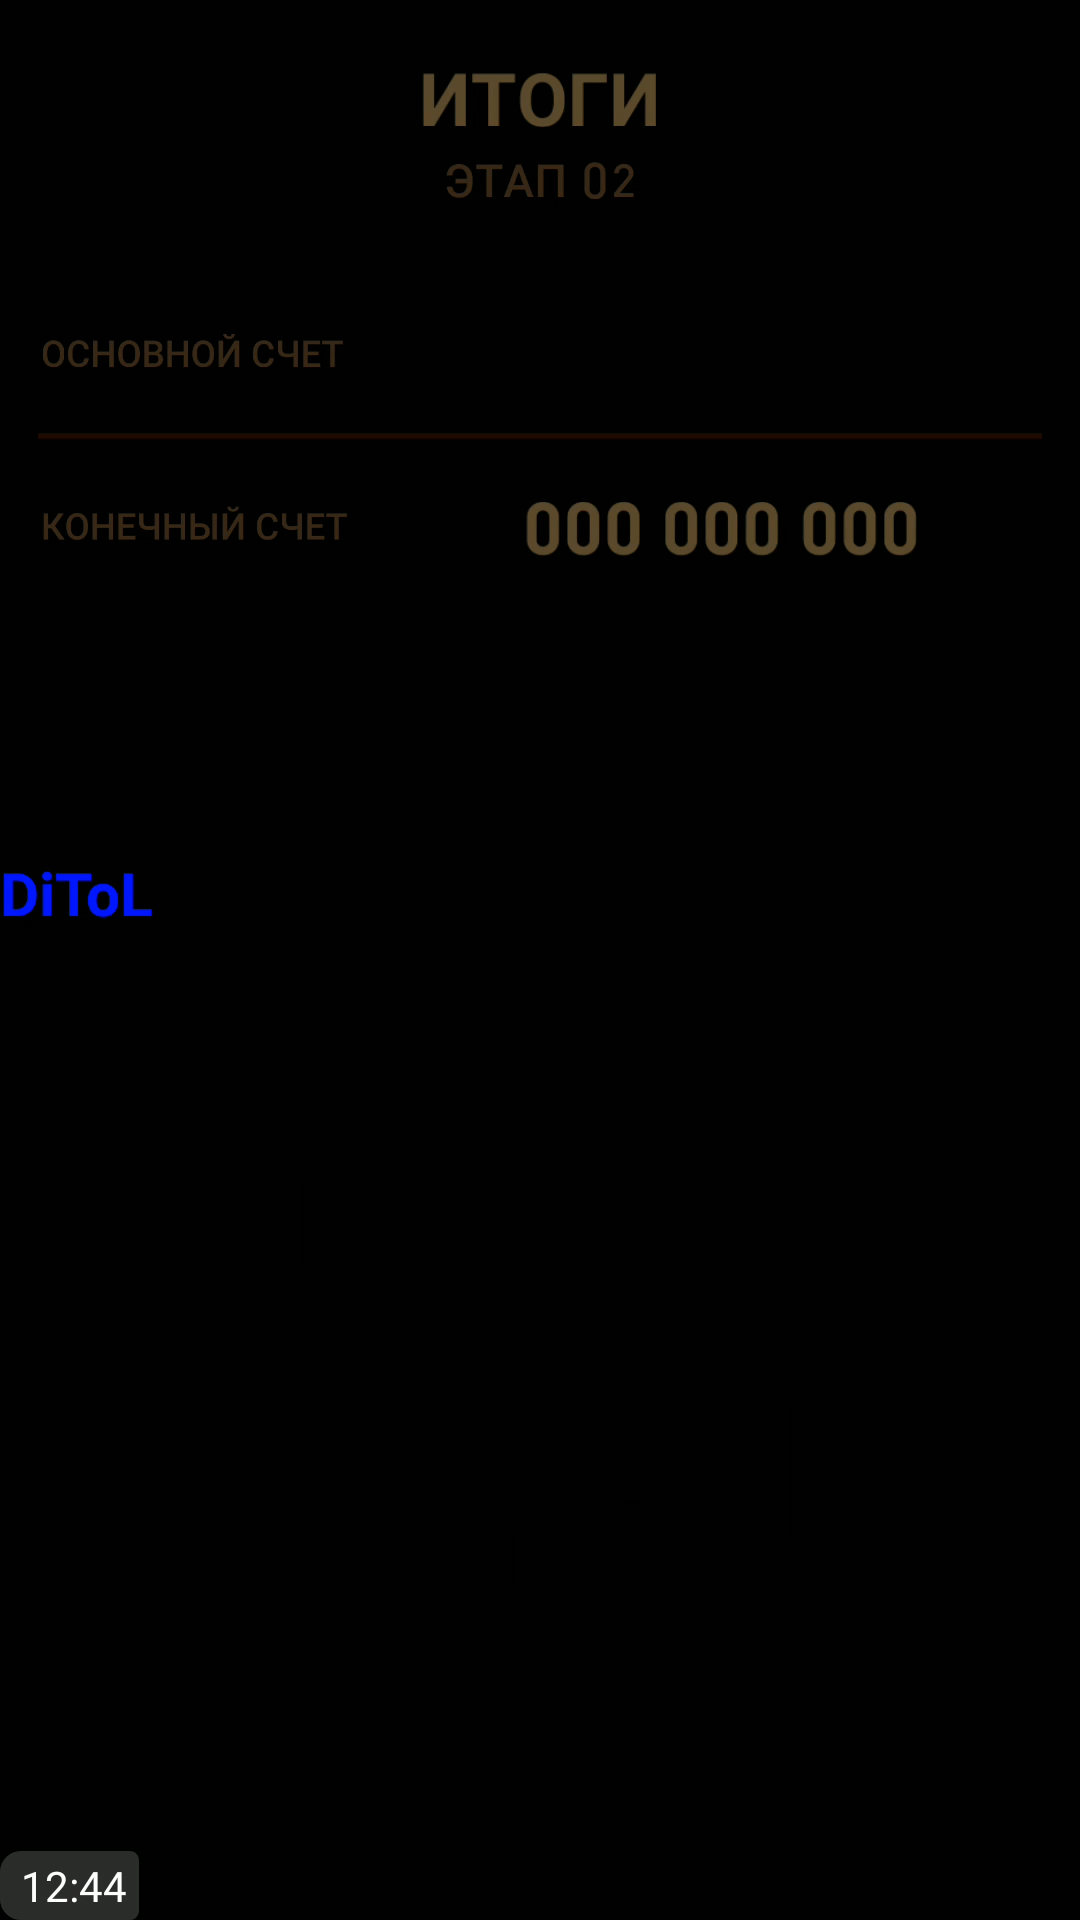 ИТОГИ
ЭТАП 02
ОСНОВНОЙ СЧЕТ
КОНЕЧНЫЙ СЧЕТ 000 000 000
DiToL
12:44